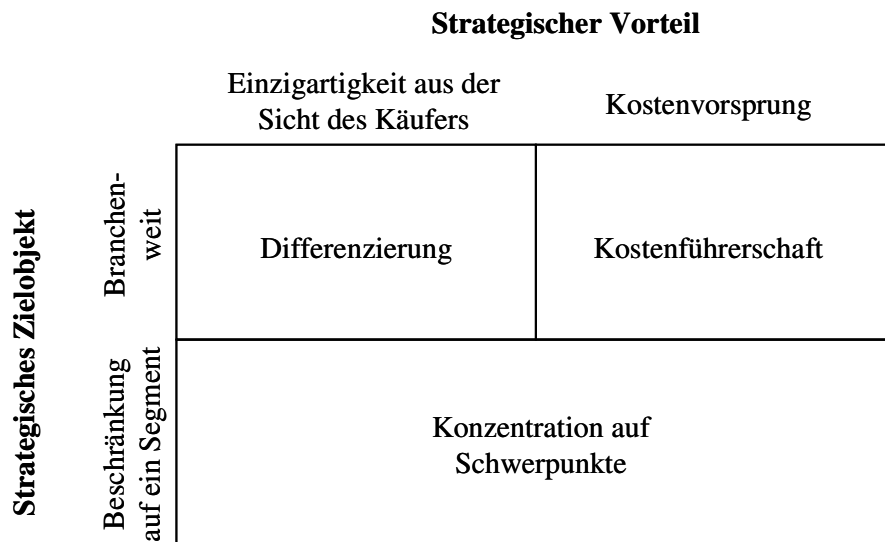 Strategischer Vorteil
Einzigartigkeit aus der
Sicht des Käufers
Kostenvorsprung
Strategisches Zielobjekt
Branchen-
weit
Differenzierung
Kostenführerschaft
Beschränkung
auf ein Segment
Konzentration auf
Schwerpunkte